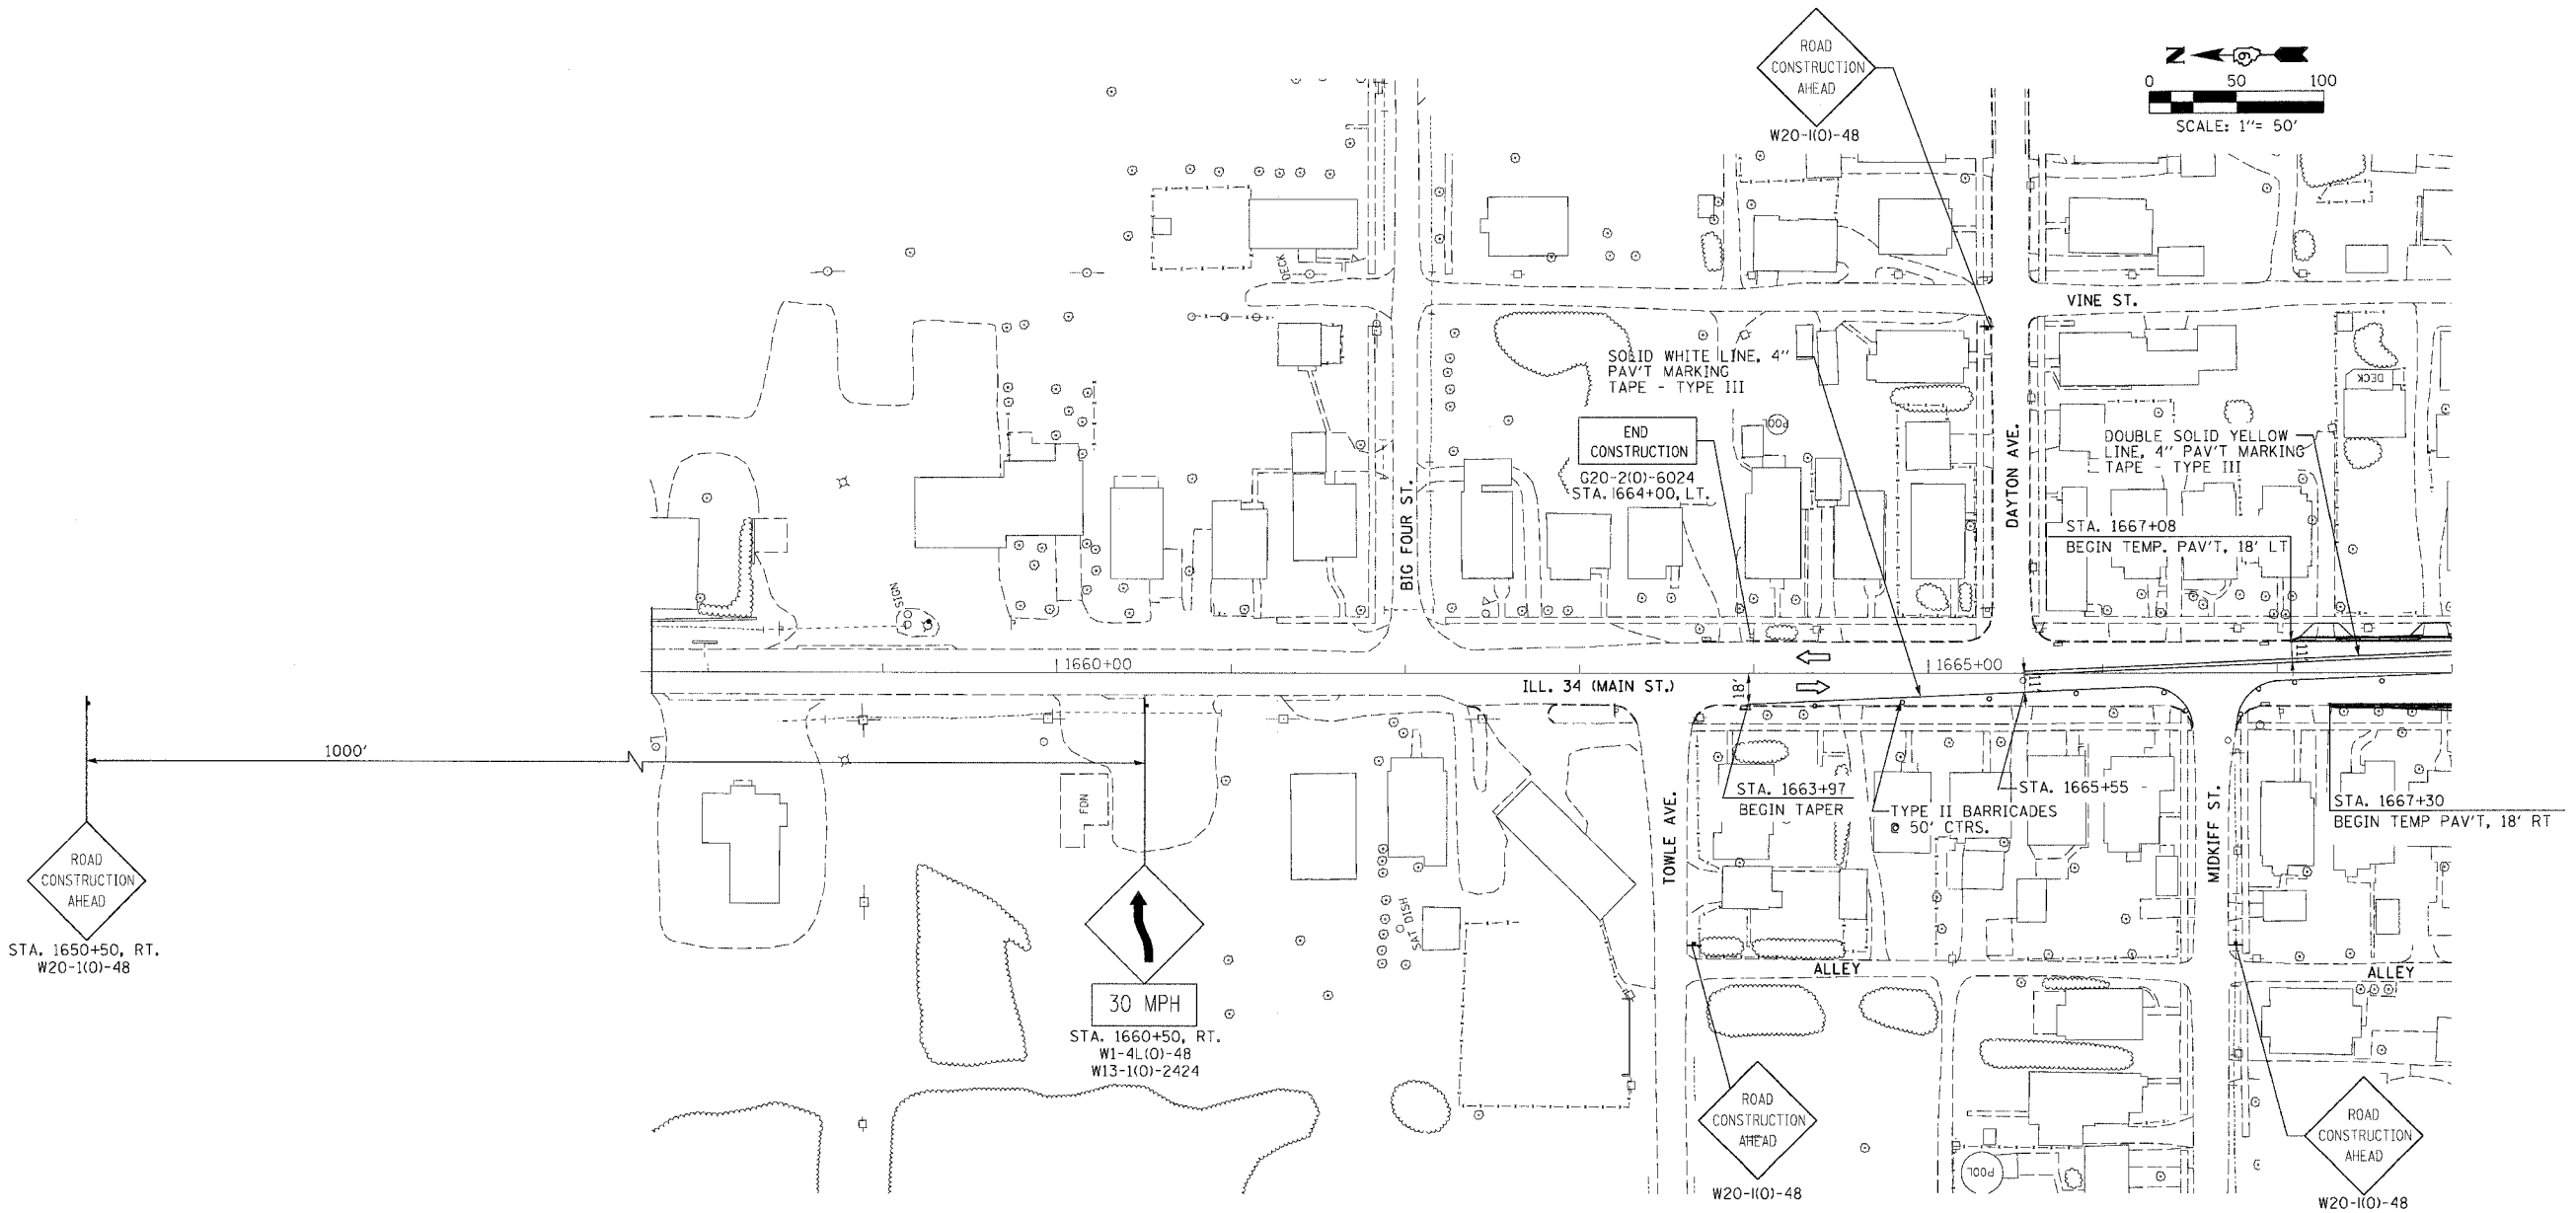 ROAD
CONSTRUCTION
AHEAD
W20-1(O)-48
N
0 50 100
SCALE: 1"= 50'
DECK
VINE ST.
SOLID WHITE LINE, 4"
PAV'T MARKING
TAPE - TYPE III
END
CONSTRUCTION
G20-2(O)-6024
STA. 1664+00, LT.
POOL
DECK
DOUBLE SOLID YELLOW
LINE, 4" PAV'T MARKING
TAPE - TYPE III
BIG FOUR ST.
DAYTON AVE.
STA. 1667+08
BEGIN TEMP. PAV'T, 18' LT
SIGN
1660+00
1665+00
11'
11'
18'
ILL. 34 (MAIN ST.)
1000'
FDN
STA. 1663+97
BEGIN TAPER
TYPE II BARRICADES
@ 50' CTRS.
STA. 1665+55
STA. 1667+30
BEGIN TEMP PAV'T, 18' RT
TOWLE AVE.
MIDKIFF ST.
ROAD
CONSTRUCTION
AHEAD
STA. 1650+50, RT.
W20-1(O)-48
SAT DISH
30 MPH
STA. 1660+50, RT.
W1-4L(O)-48
W13-1(O)-2424
ALLEY
ALLEY
ROAD
CONSTRUCTION
AHEAD
W20-1(O)-48
POOL
ROAD
CONSTRUCTION
AHEAD
W20-1(O)-48